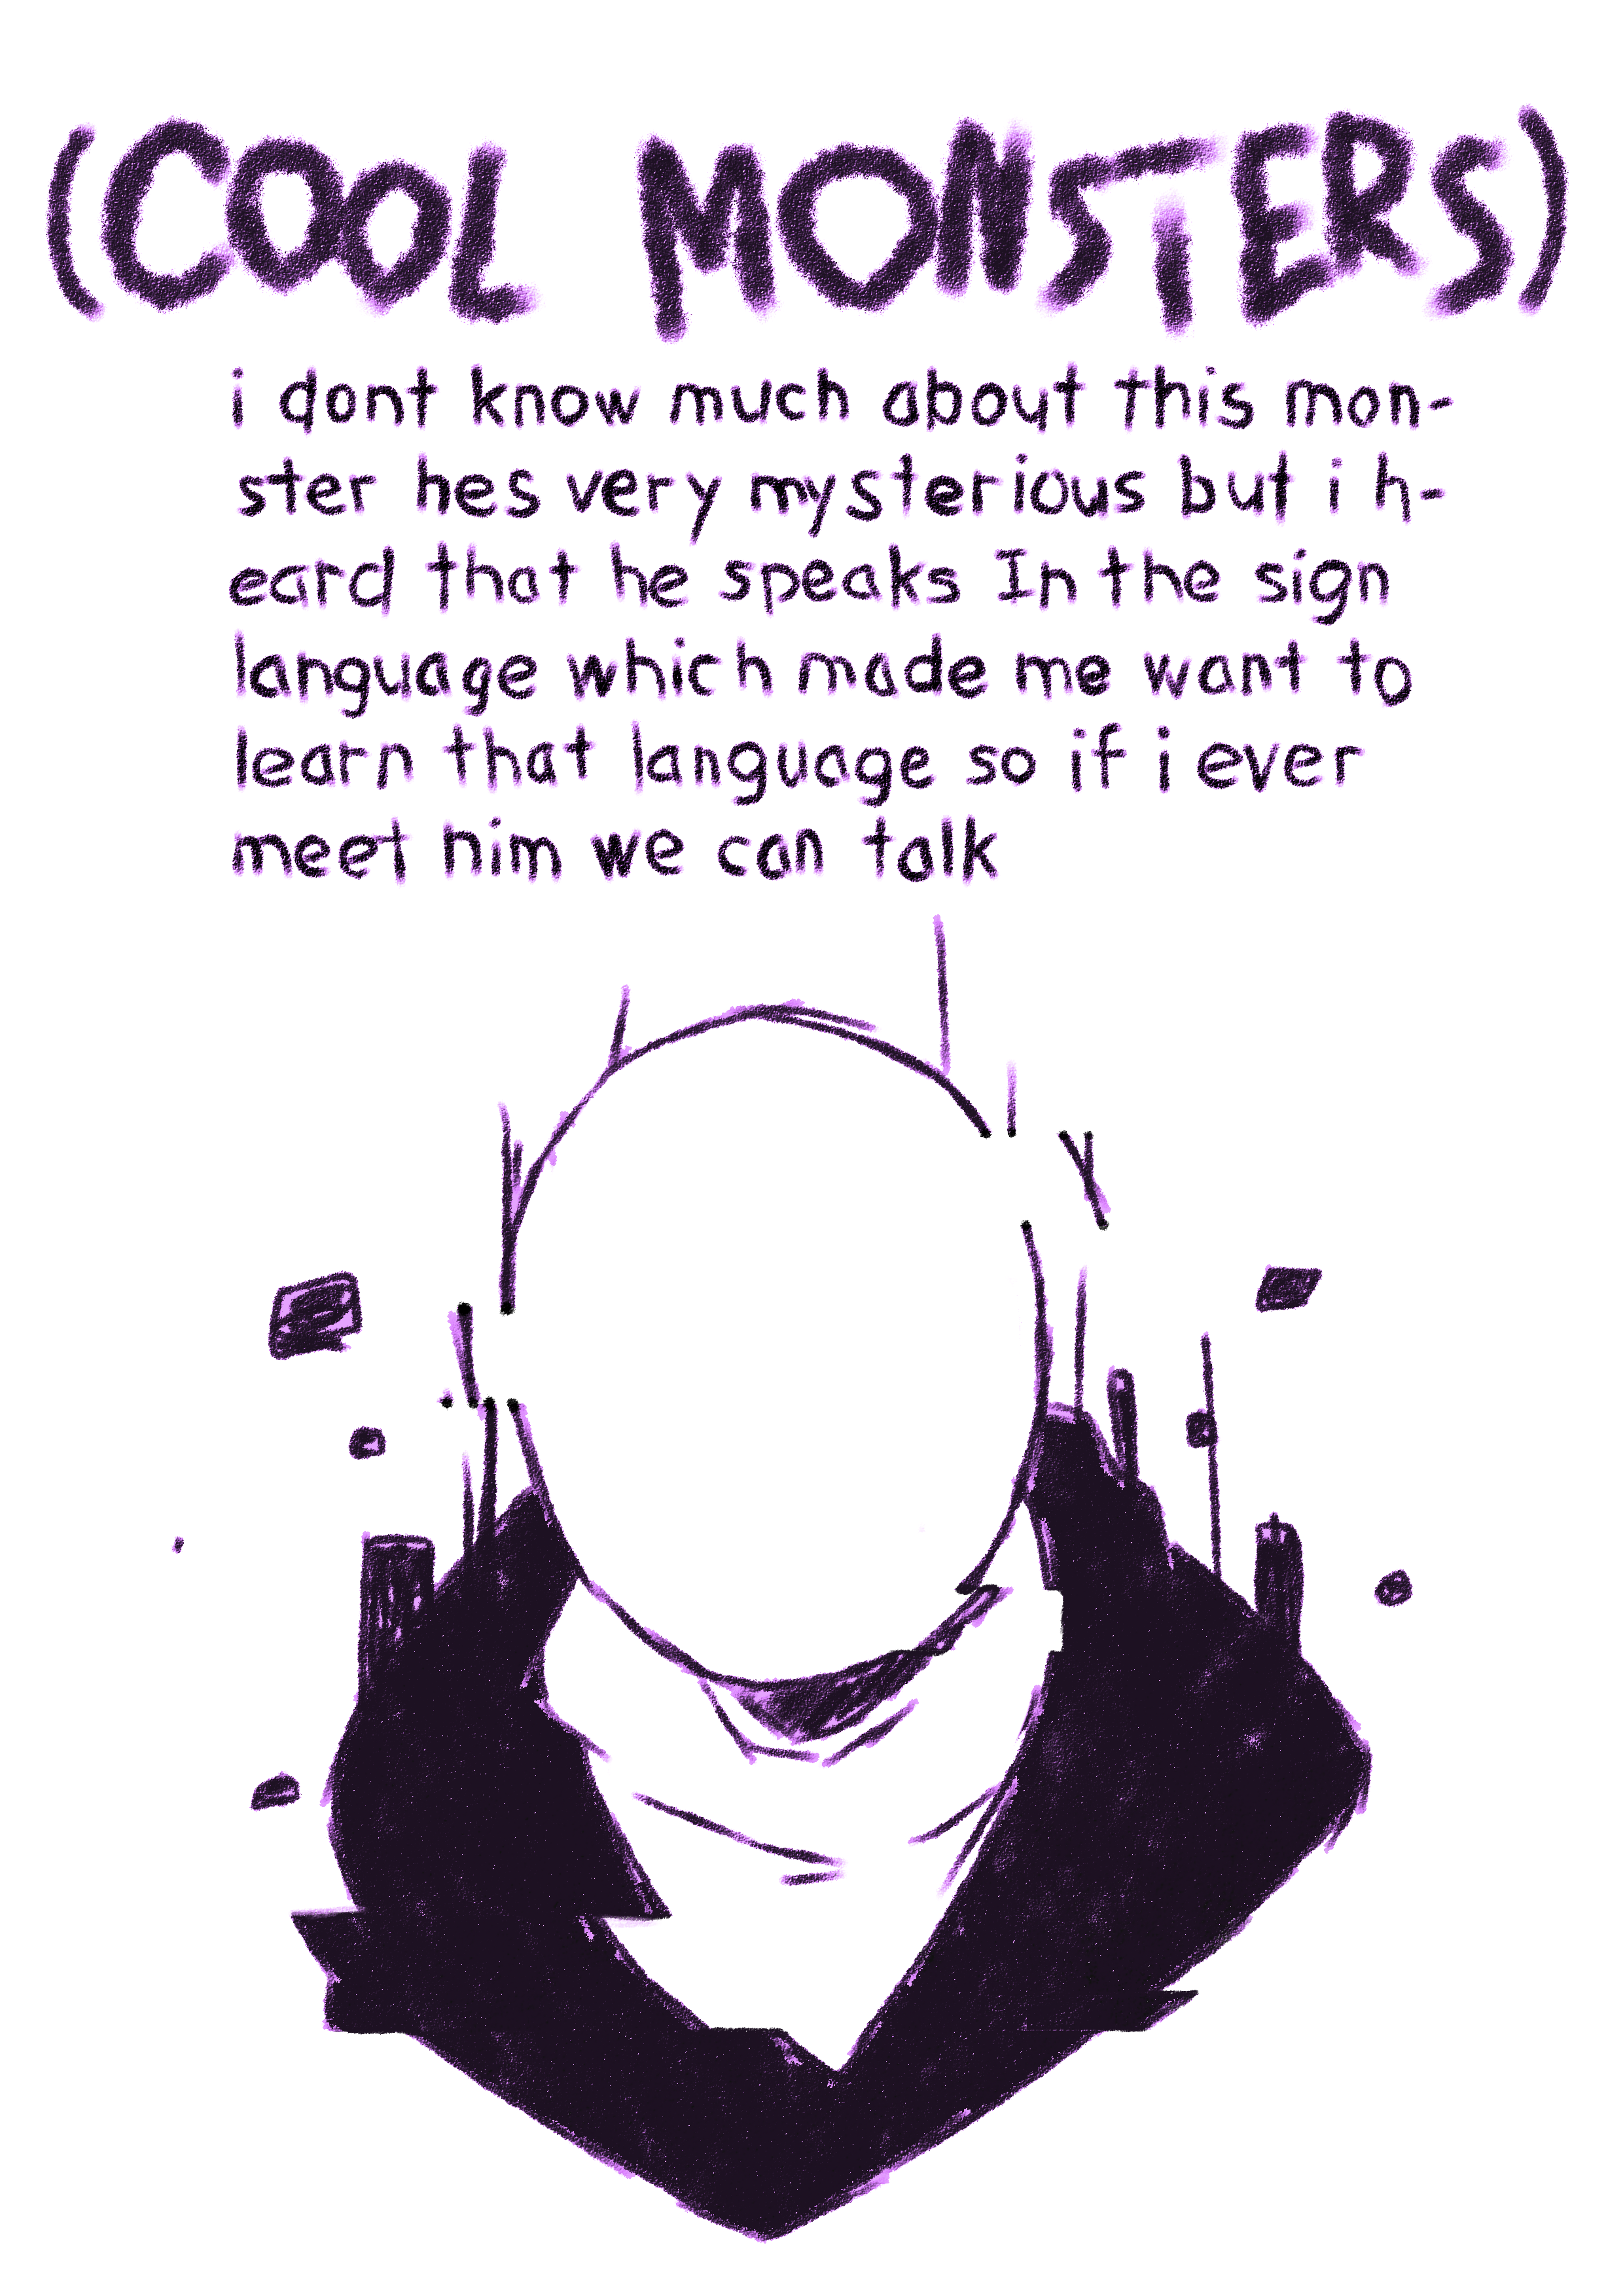 (COOL MONSTERS)
i dont know much about this mon-
ster hes very mysterious but i h-
eard that he speaks In the sign
language which made me want to
learn that language so if i ever
meet him we can talk